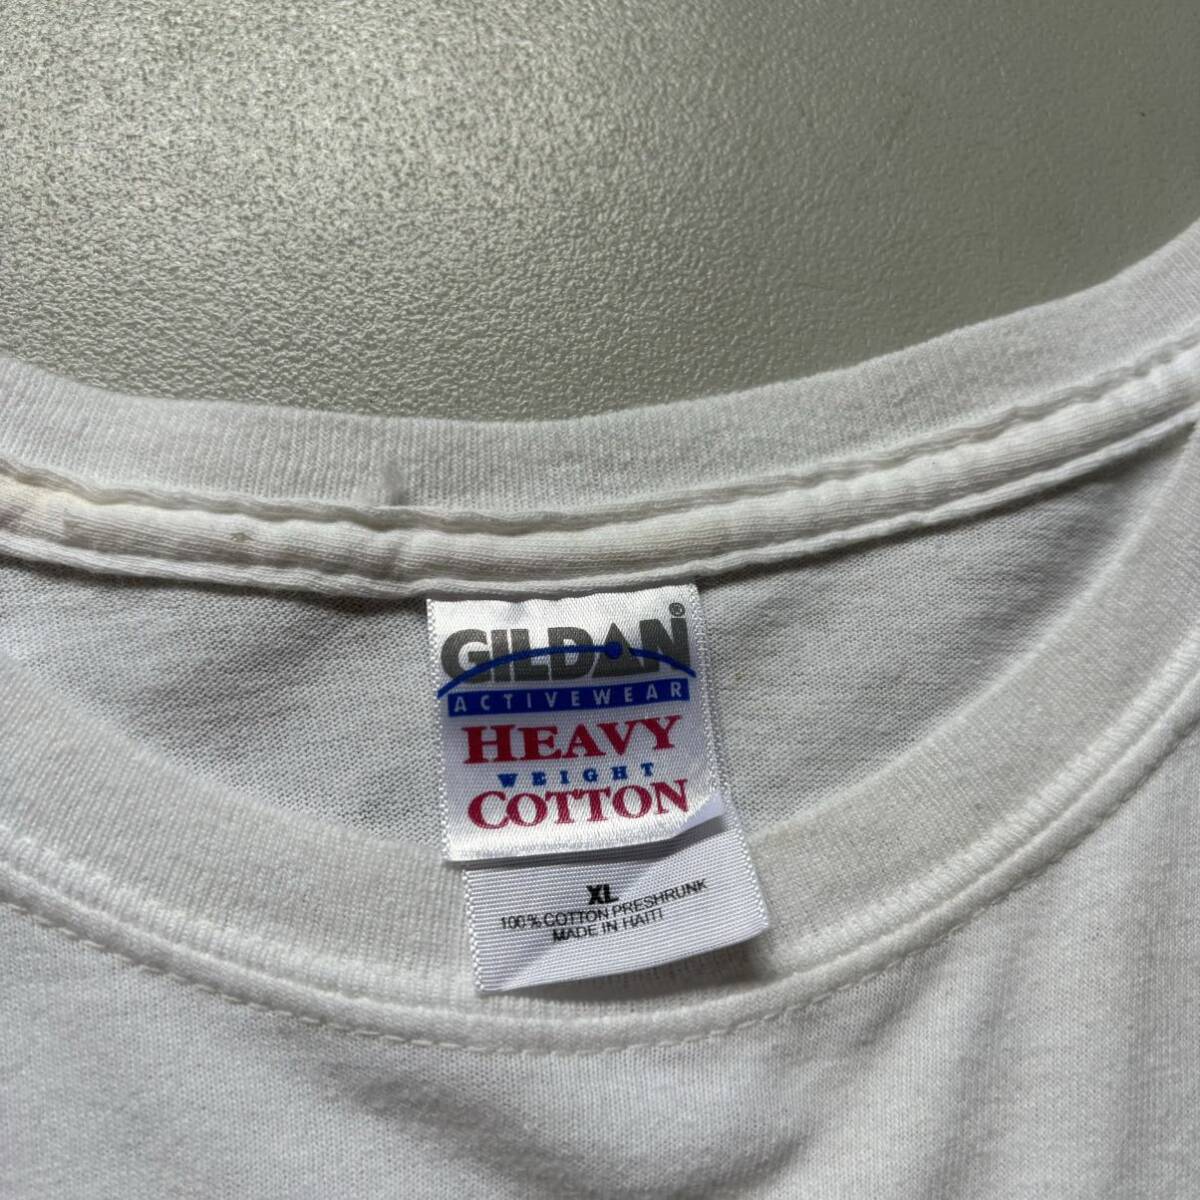 GILDAN®
ACTIVEWEAR
HEAVY
WEIGHT
COTTON
XL
100% COTTON PRESHRUNK
MADE IN HAITI